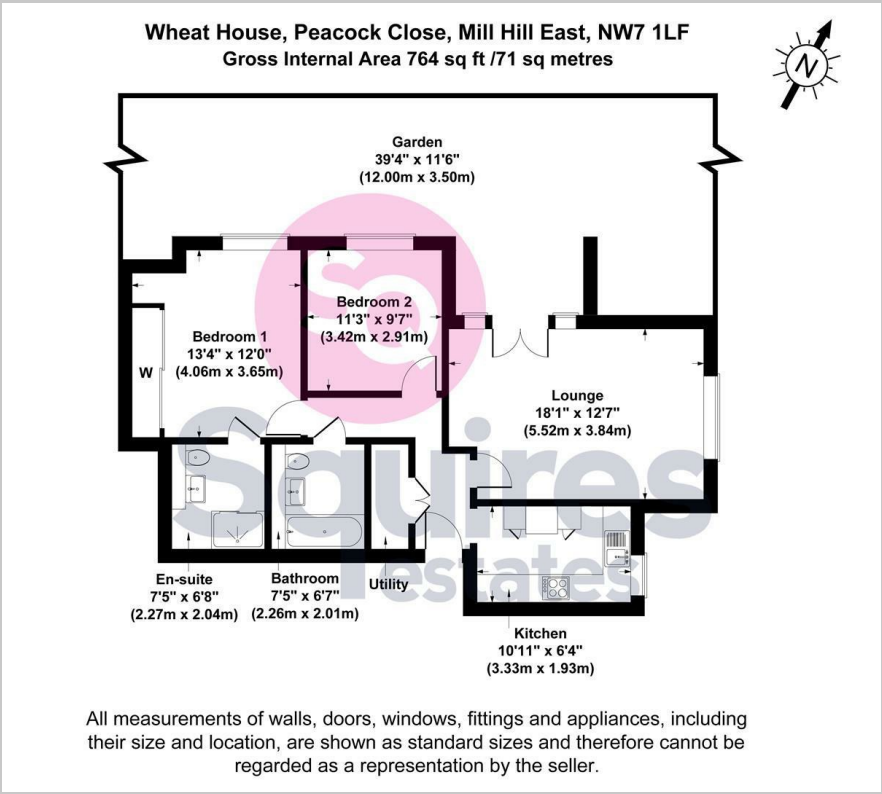 Wheat House, Peacock Close, Mill Hill East, NW7 1LF
Gross Internal Area 764 sq ft /71 sq metres
N
Garden
39'4" x 11'6"
(12.00m x 3.50m)
SQ
Bedroom 2
11'3" x 9'7"
(3.42m x 2.91m)
Bedroom 1
13'4" x 12'0"
(4.06m x 3.65m)
W
Lounge
18'1" x 12'7"
(5.52m x 3.84m)
Squires
estates
En-suite
7'5" x 6'8"
(2.27m x 2.04m)
Bathroom
7'5" x 6'7"
(2.26m x 2.01m)
Utility
Kitchen
10'11" x 6'4"
(3.33m x 1.93m)
All measurements of walls, doors, windows, fittings and appliances, including
their size and location, are shown as standard sizes and therefore cannot be
regarded as a representation by the seller.